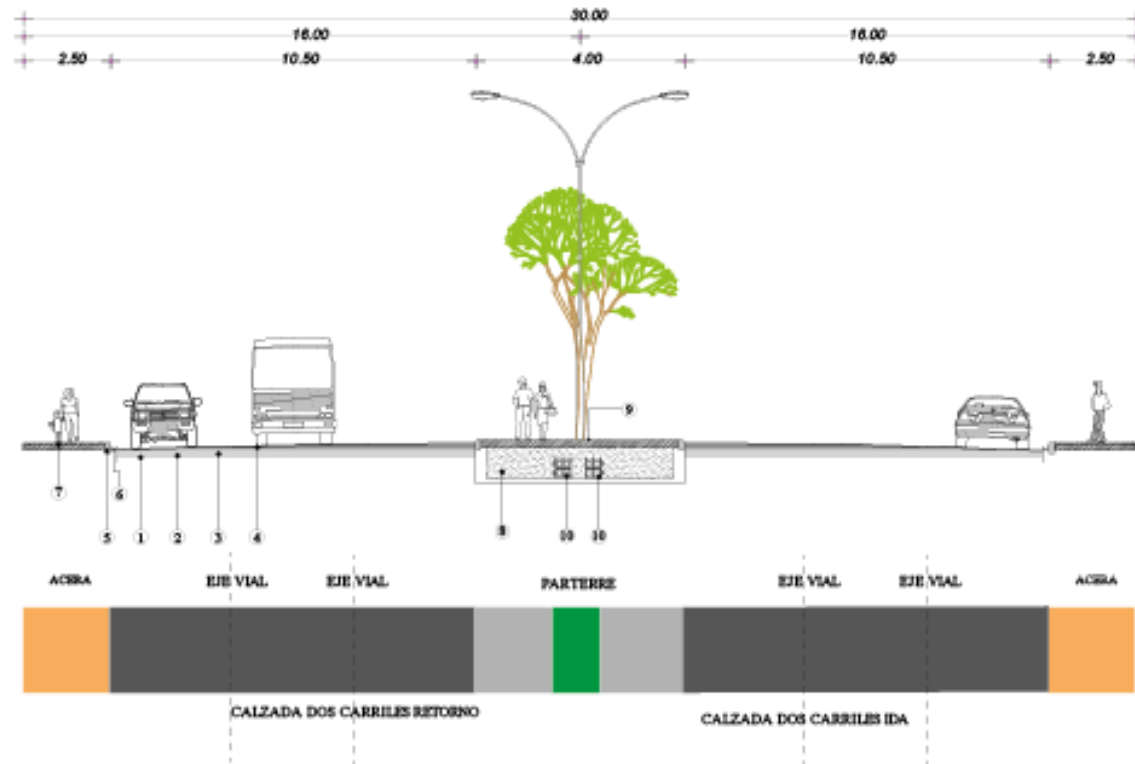 30.00
16.00 16.00
2.50 10.50 4.00 10.50 2.50
9
7 5 6 1 2 3 4 8 10 10
ACERA EJE VIAL EJE VIAL PARTERRE EJE VIAL EJE VIAL ACERA
CALZADA DOS CARRILES RETORNO
CALZADA DOS CARRILES IDA